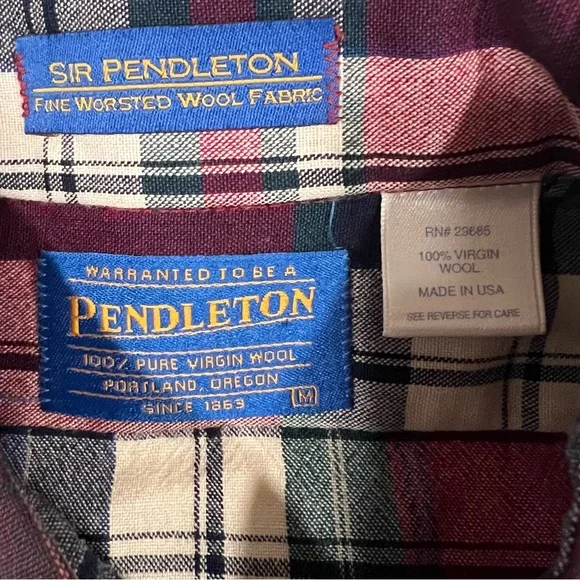 SIR PENDLETON
FINE WORSTED WOOL FABRIC
WARRANTED TO BE A
PENDLETON
100% PURE VIRGIN WOOL
PORTLAND, OREGON
SINCE 1863
M
RN# 29685
100% VIRGIN
WOOL
MADE IN USA
SEE REVERSE FOR CARE